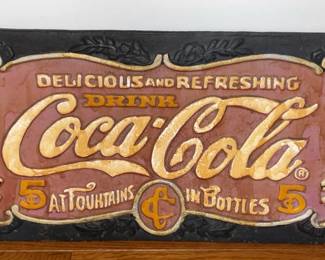 DELICIOUS AND REFRESHING
DRINK
Coca-Cola ®
5 AT FOUNTAINS CC IN BOTTLES 5